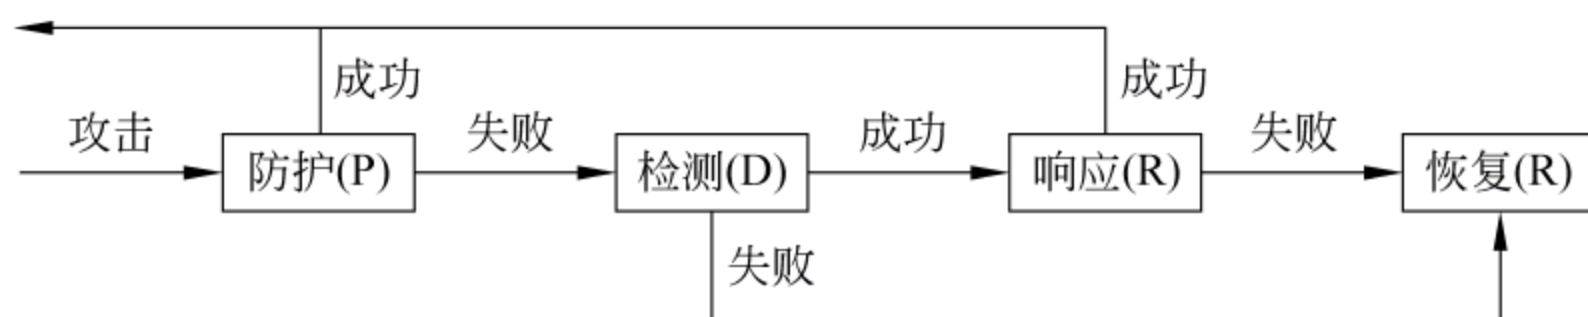 成功
成功
攻击
失败
成功
失败
防护(P)
检测(D)
响应(R)
恢复(R)
失败